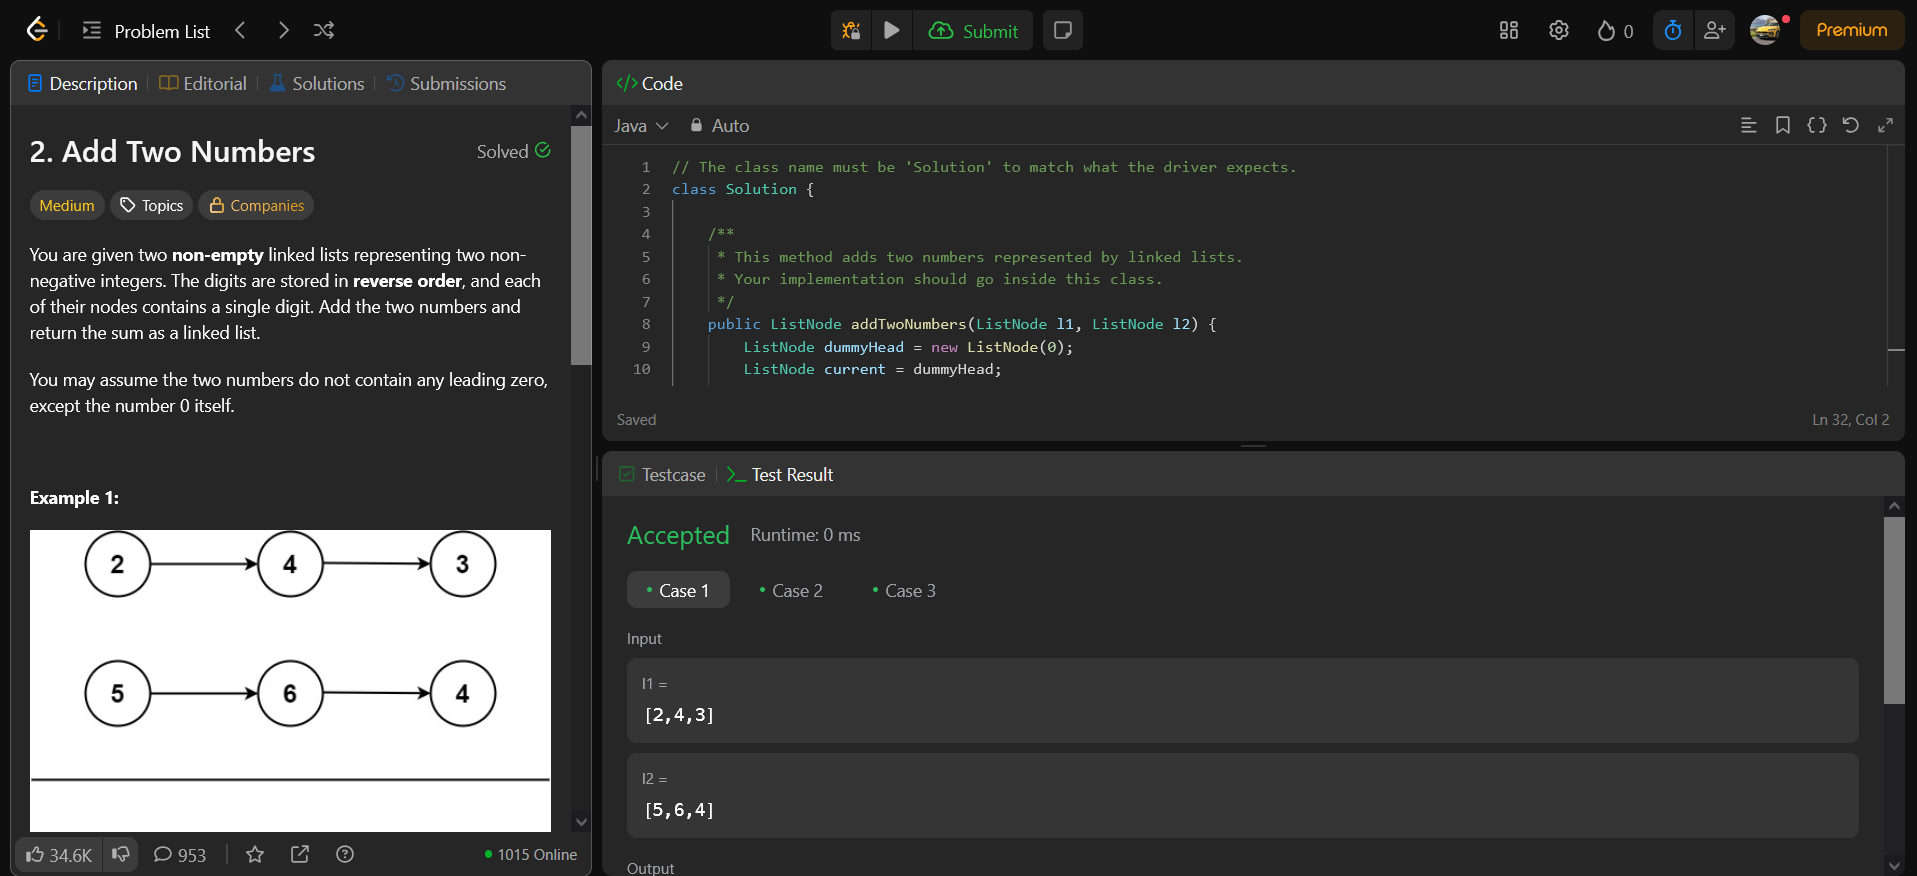 Problem List
Submit
0
Premium
Description
Editorial
Solutions
Submissions
2. Add Two Numbers
Solved
Medium
Topics
Companies
You are given two non-empty linked lists representing two non-
negative integers. The digits are stored in reverse order, and each
of their nodes contains a single digit. Add the two numbers and
return the sum as a linked list.
You may assume the two numbers do not contain any leading zero,
except the number 0 itself.
Example 1:
2 4 3
5 6 4
34.6K
953
1015 Online
</> Code
Java
Auto
1 // The class name must be 'Solution' to match what the driver expects.
2 class Solution {
3
4 /**
5 * This method adds two numbers represented by linked lists.
6 * Your implementation should go inside this class.
7 */
8 public ListNode addTwoNumbers(ListNode l1, ListNode l2) {
9 ListNode dummyHead = new ListNode(0);
10 ListNode current = dummyHead;
Saved
Ln 32, Col 2
Testcase
Test Result
Accepted
Runtime: 0 ms
Case 1
Case 2
Case 3
Input
l1 =
[2,4,3]
l2 =
[5,6,4]
Output